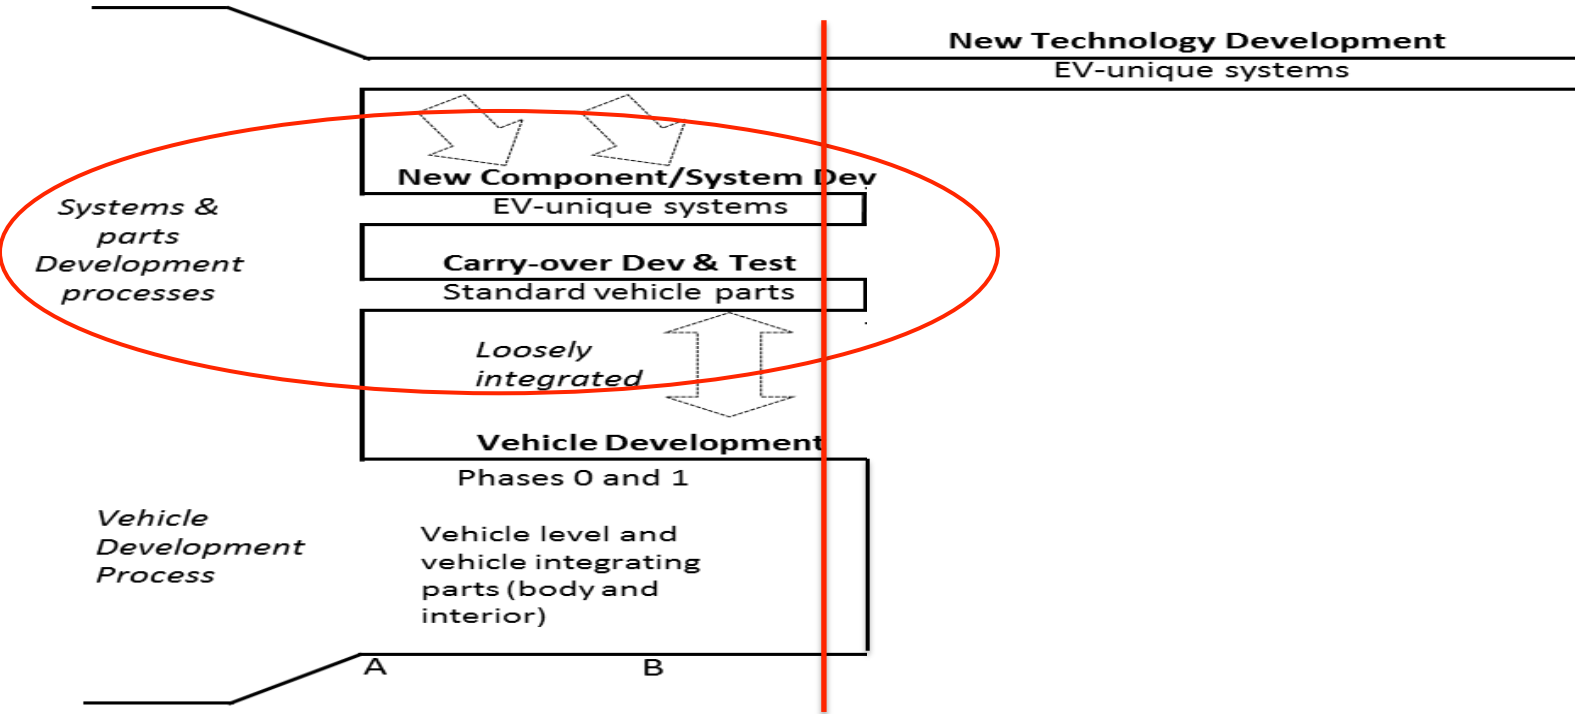 New Technology Development
EV-unique systems
New Component/System Dev
EV-unique systems
Systems &
parts
Development
processes
Carry-over Dev & Test
Standard vehicle parts
Loosely
integrated
Vehicle Development
Phases 0 and 1
Vehicle
Development
Process
Vehicle level and
vehicle integrating
parts (body and
interior)
A
B